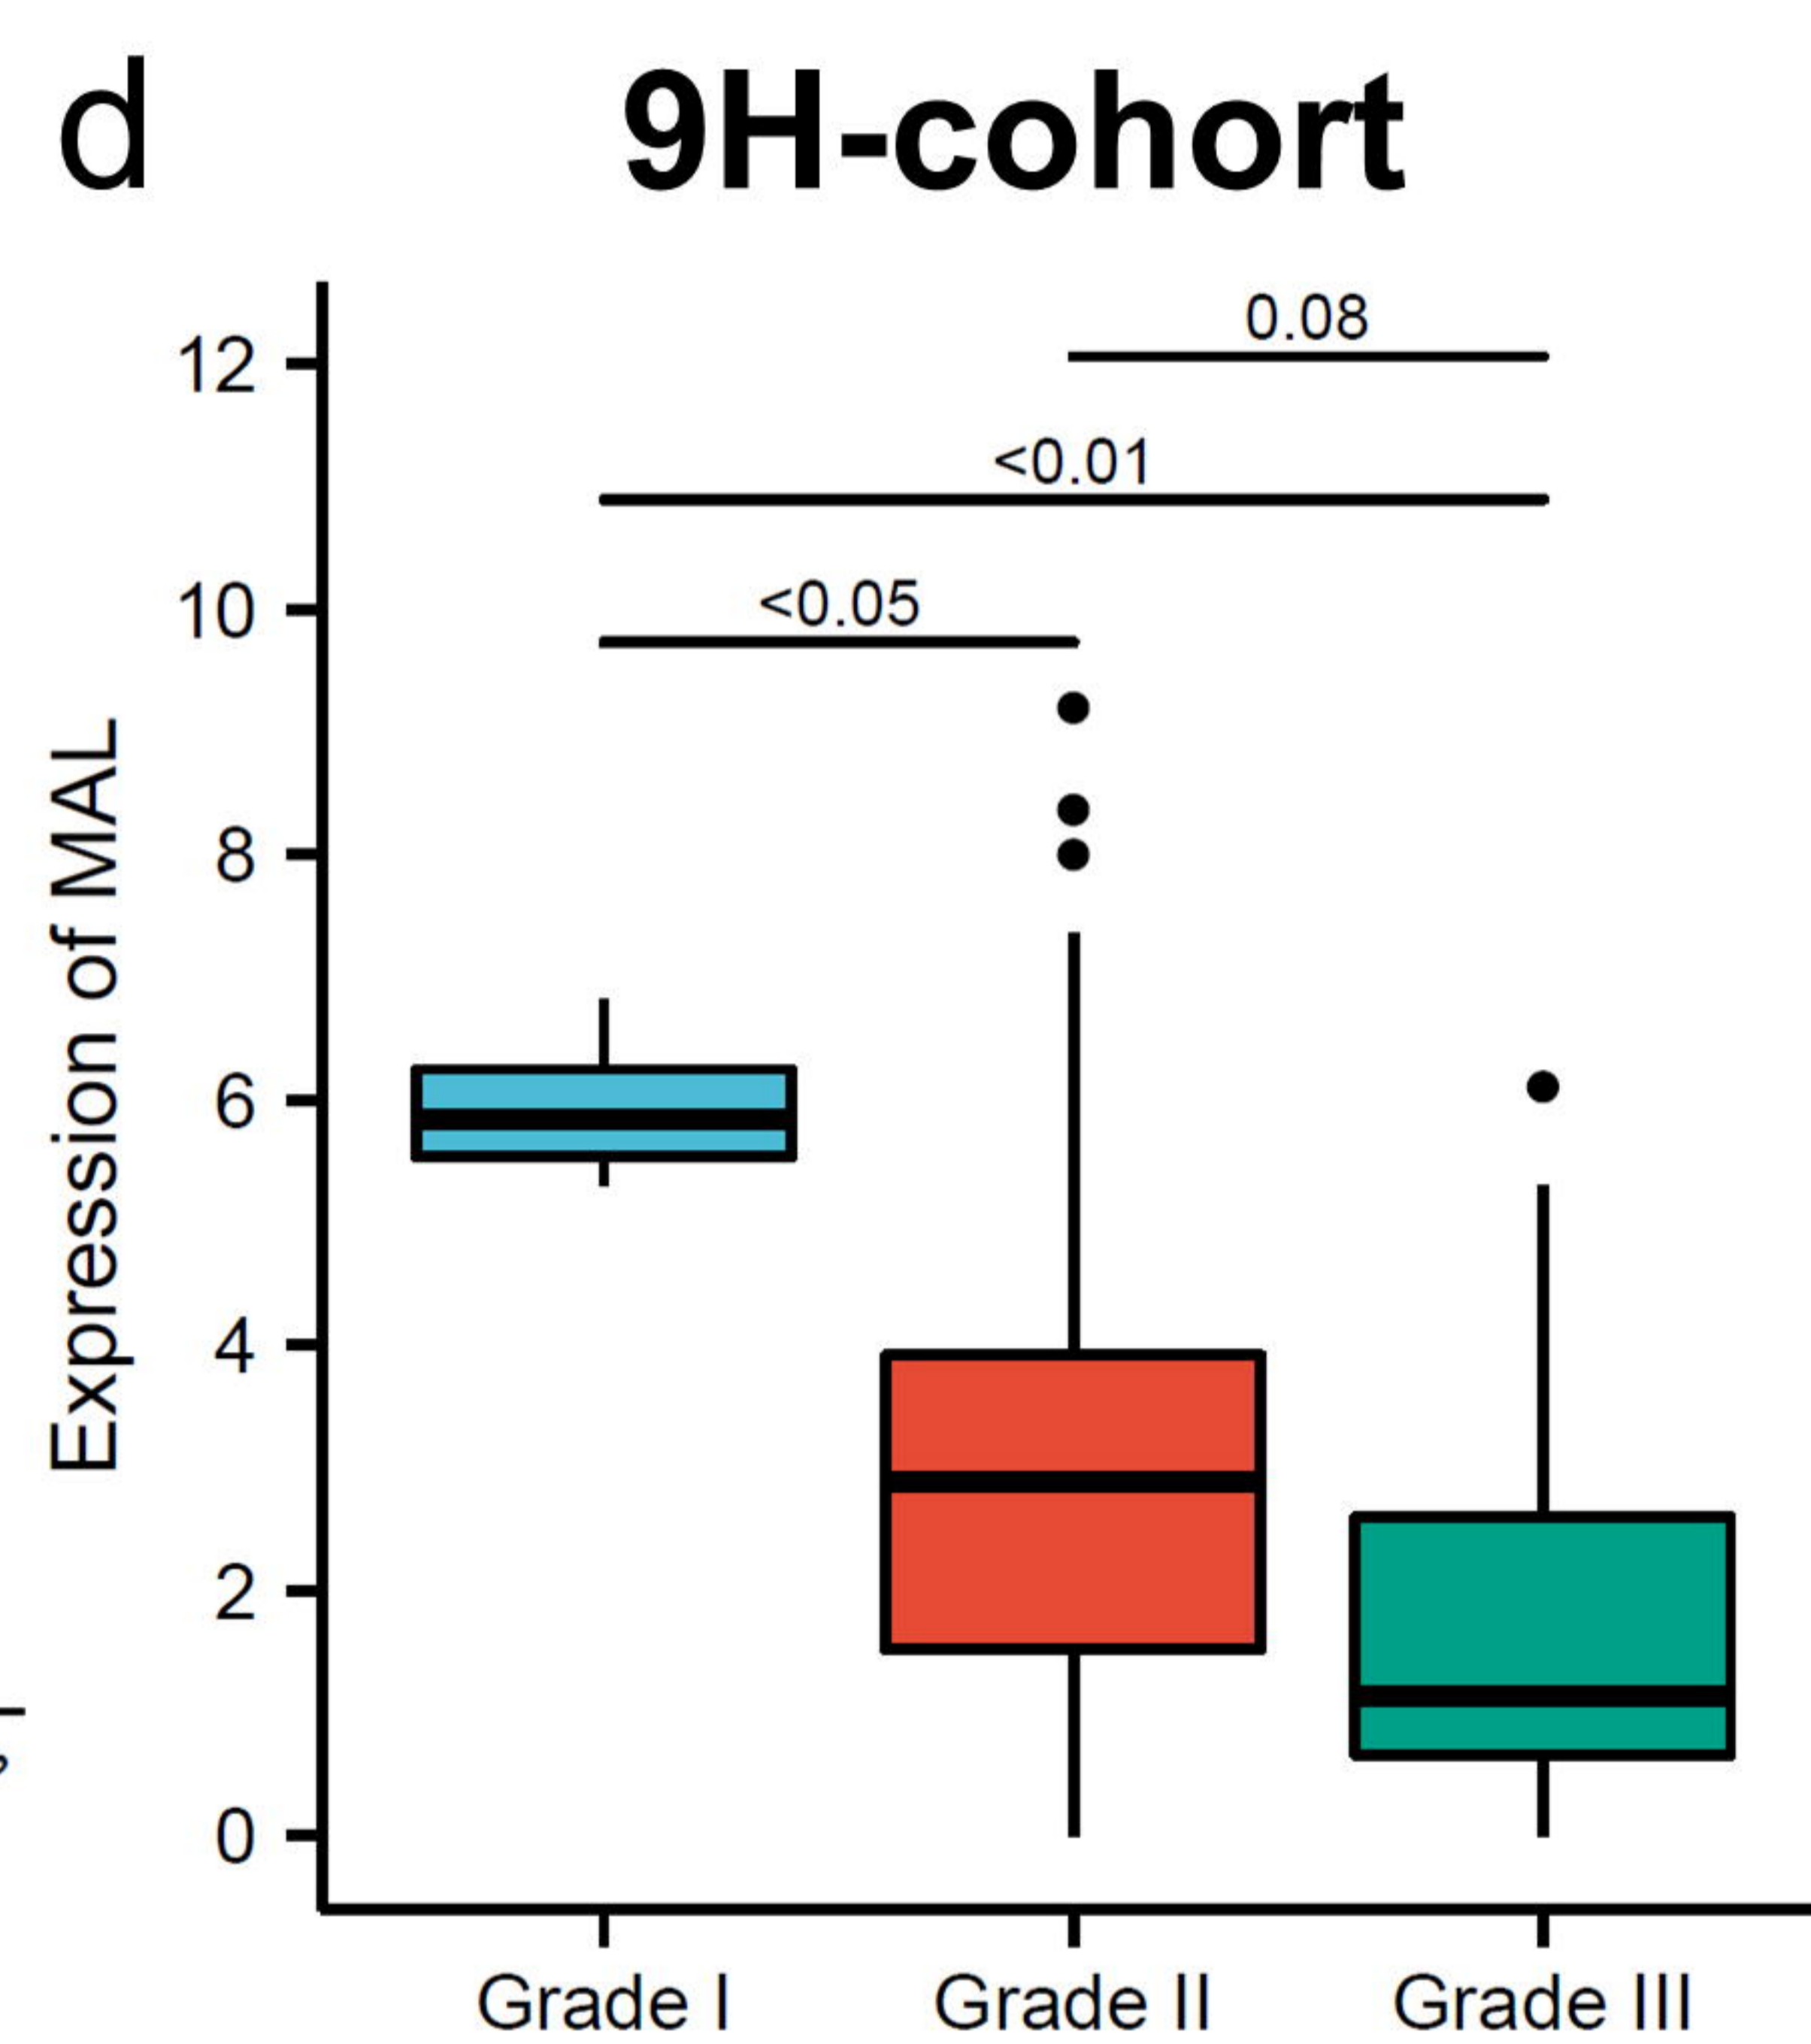 d
9H-cohort
0.08
<0.01
<0.05
12
10
8
6
4
2
0
Expression of MAL
Grade I
Grade II
Grade III